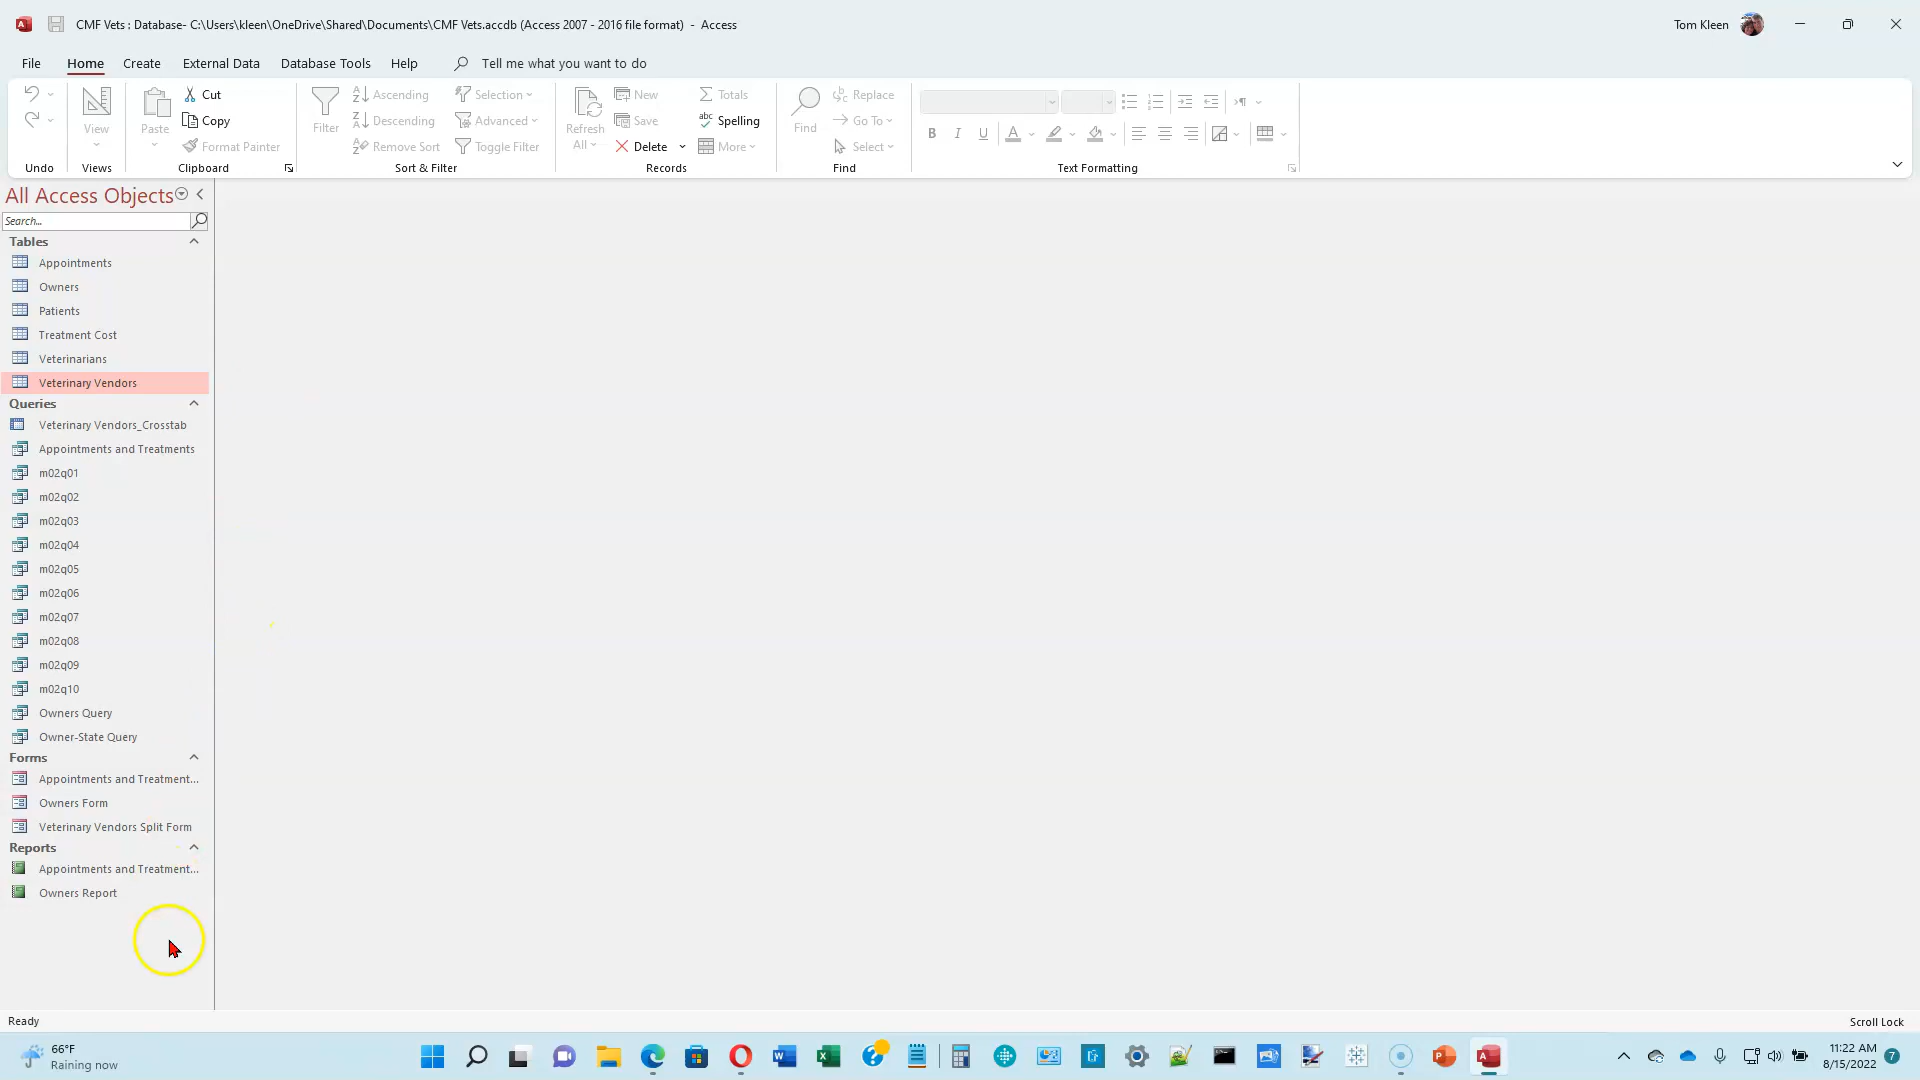 CMF Vets : Database- C:\Users\kleen\OneDrive\Shared\Documents\CMF Vets.accdb (Access 2007 - 2016 file format) - Access
Tom Kleen
File
Home
Create
External Data
Database Tools
Help
Tell me what you want to do
Undo
View
Views
Paste
Cut
Copy
Format Painter
Clipboard
Filter
Ascending
Descending
Remove Sort
Selection
Advanced
Toggle Filter
Sort & Filter
Refresh
All
New
Save
Delete
Totals
Spelling
More
Records
Find
Replace
Go To
Select
Find
B I U A
Text Formatting
All Access Objects
Search...
Tables
Appointments
Owners
Patients
Treatment Cost
Veterinarians
Veterinary Vendors
Queries
Veterinary Vendors_Crosstab
Appointments and Treatments
m02q01
m02q02
m02q03
m02q04
m02q05
m02q06
m02q07
m02q08
m02q09
m02q10
Owners Query
Owner-State Query
Forms
Appointments and Treatment...
Owners Form
Veterinary Vendors Split Form
Reports
Appointments and Treatment...
Owners Report
Ready
Scroll Lock
66°F
Raining now
11:22 AM
8/15/2022
7